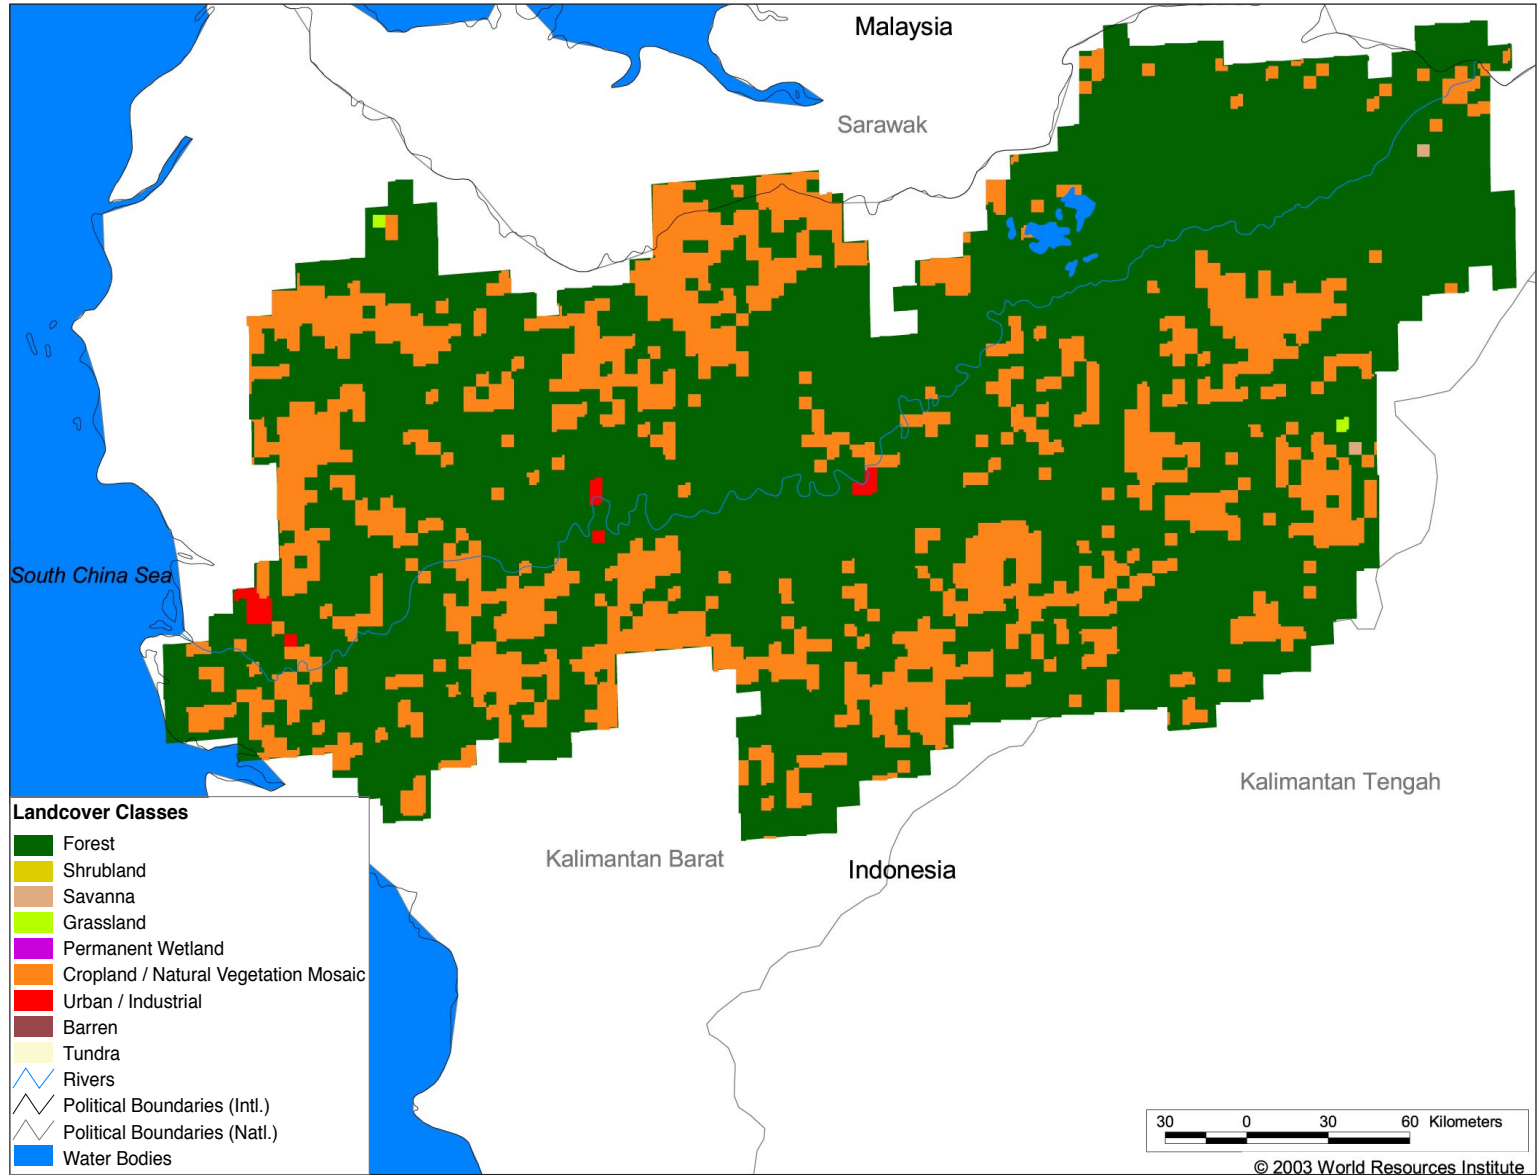 Malaysia
Sarawak
South China Sea
Kalimantan Tengah
Kalimantan Barat
Indonesia
Landcover Classes
Forest
Shrubland
Savanna
Grassland
Permanent Wetland
Cropland / Natural Vegetation Mosaic
Urban / Industrial
Barren
Tundra
Rivers
Political Boundaries (Intl.)
Political Boundaries (Natl.)
Water Bodies
30 0 30 60 Kilometers
© 2003 World Resources Institute